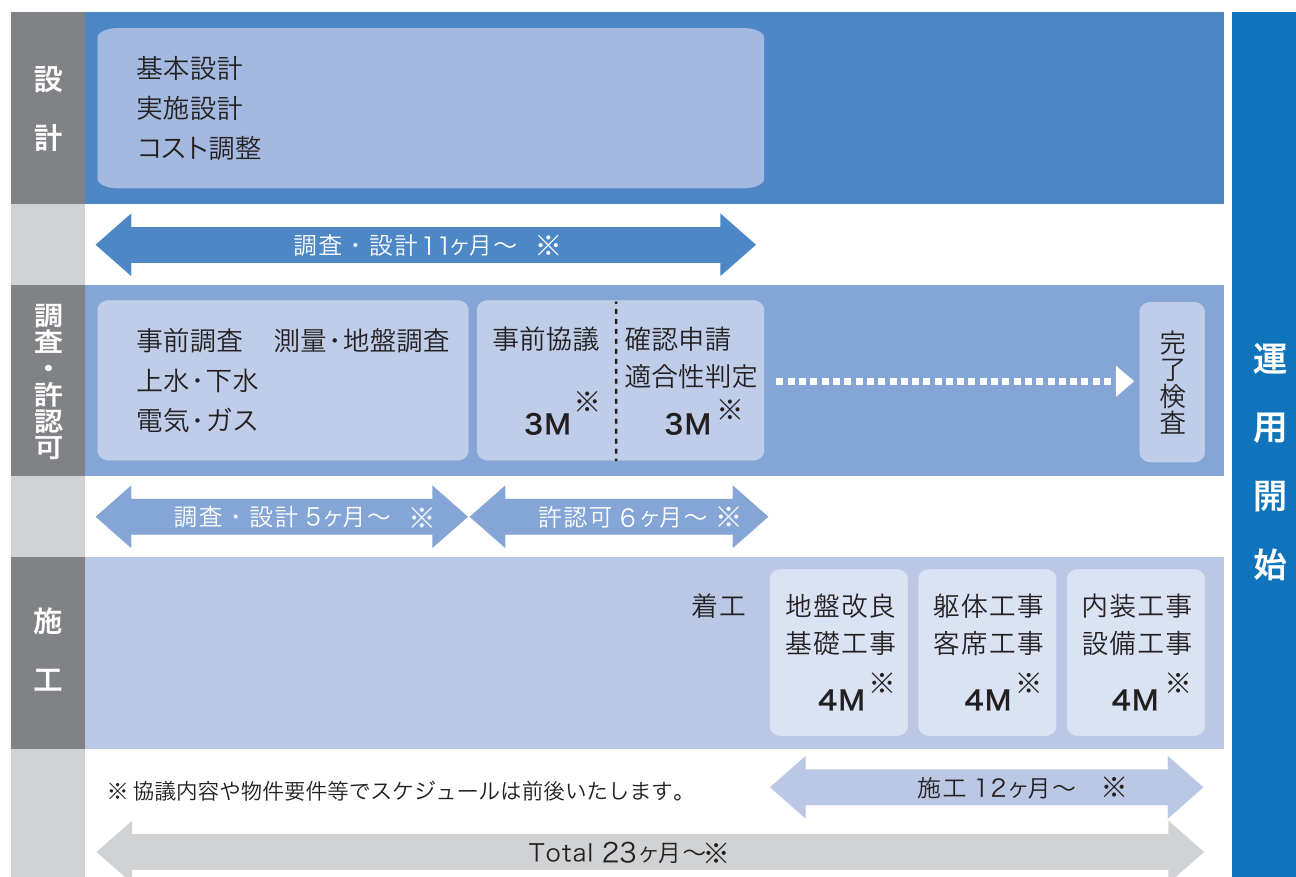 設計
基本設計
実施設計
コスト調整
調査・設計11ヶ月～ ※
調査・許認可
事前調査 測量・地盤調査
上水・下水
電気・ガス
事前協議
3M※
確認申請
適合性判定
3M※
完了検査
調査・設計 5ヶ月～ ※
許認可 6ヶ月～ ※
施工
着工
地盤改良
基礎工事
4M※
躯体工事
客席工事
4M※
内装工事
設備工事
4M※
施工 12ヶ月～ ※
※ 協議内容や物件要件等でスケジュールは前後いたします。
Total 23ヶ月～※
運用開始